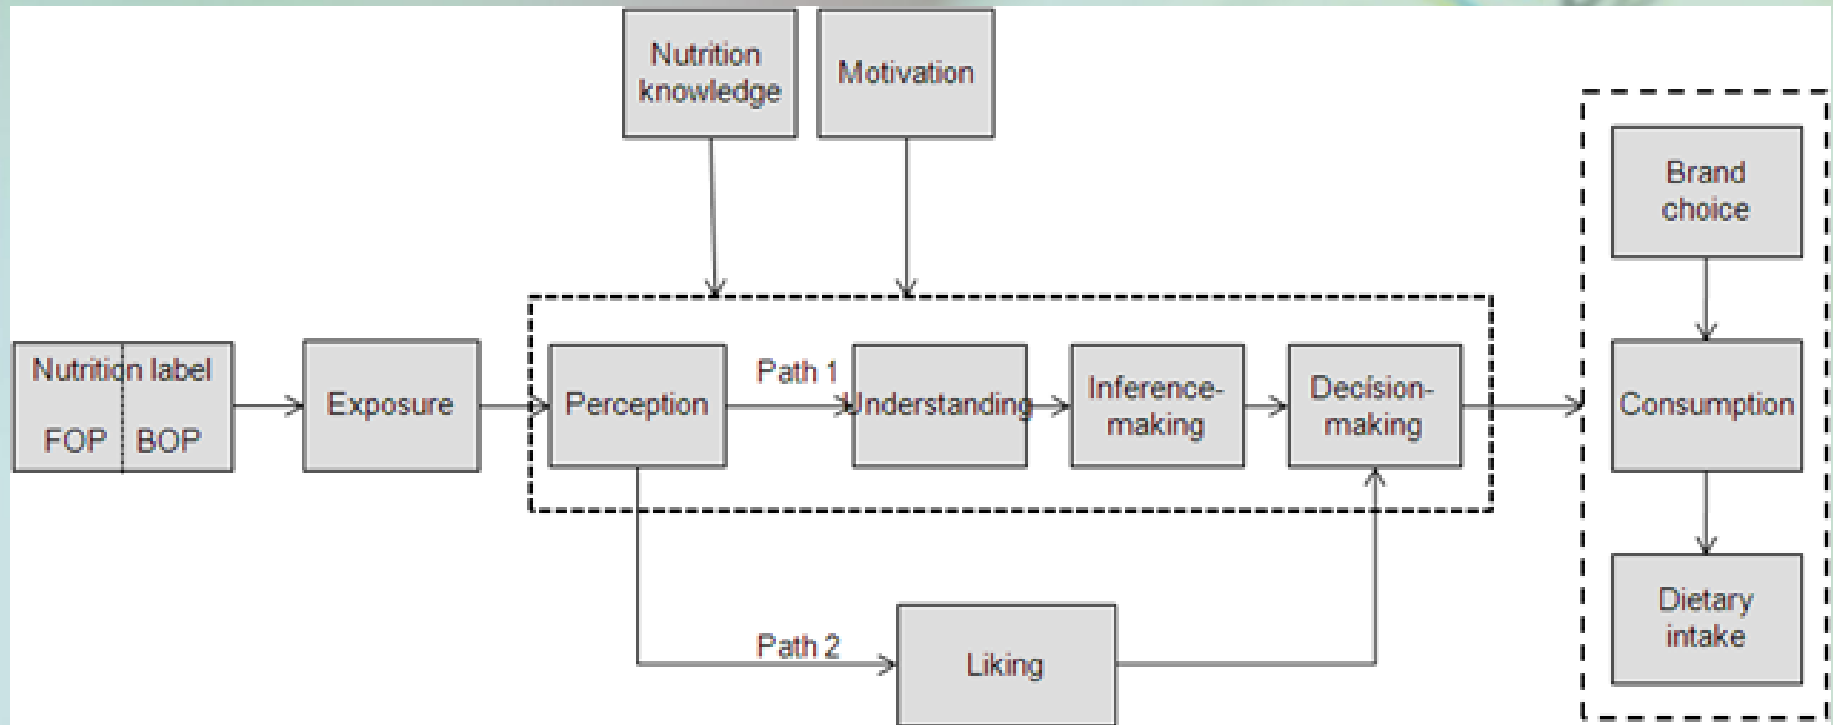 Nutrition
knowledge
Motivation
Brand
choice
Nutrition label
FOP BOP
Exposure
Perception
Path 1
Understanding
Inference-
making
Decision-
making
Consumption
Path 2
Liking
Dietary
intake